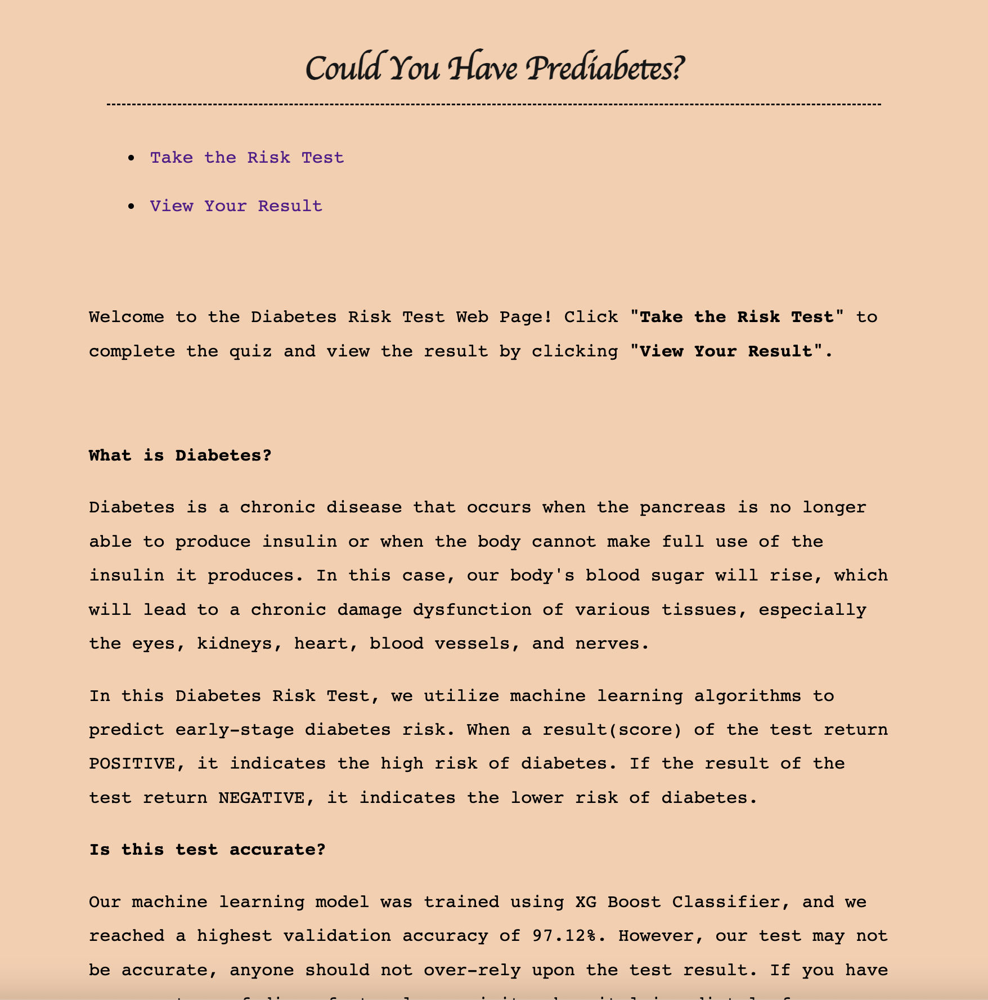 Could You Have Prediabetes?
Take the Risk Test
View Your Result
Welcome to the Diabetes Risk Test Web Page! Click "Take the Risk Test" to
complete the quiz and view the result by clicking "View Your Result".
What is Diabetes?
Diabetes is a chronic disease that occurs when the pancreas is no longer
able to produce insulin or when the body cannot make full use of the
insulin it produces. In this case, our body's blood sugar will rise, which
will lead to a chronic damage dysfunction of various tissues, especially
the eyes, kidneys, heart, blood vessels, and nerves.
In this Diabetes Risk Test, we utilize machine learning algorithms to
predict early-stage diabetes risk. When a result(score) of the test return
POSITIVE, it indicates the high risk of diabetes. If the result of the
test return NEGATIVE, it indicates the lower risk of diabetes.
Is this test accurate?
Our machine learning model was trained using XG Boost Classifier, and we
reached a highest validation accuracy of 97.12%. However, our test may not
be accurate, anyone should not over-rely upon the test result. If you have